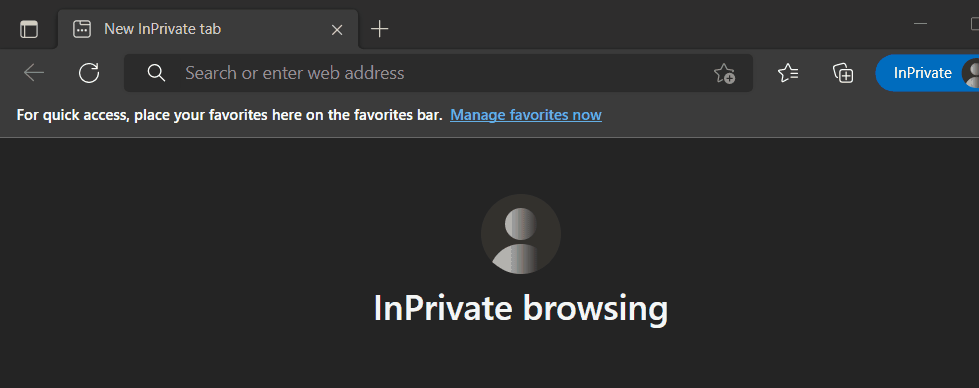 New InPrivate tab
Search or enter web address
InPrivate
For quick access, place your favorites here on the favorites bar. Manage favorites now
InPrivate browsing